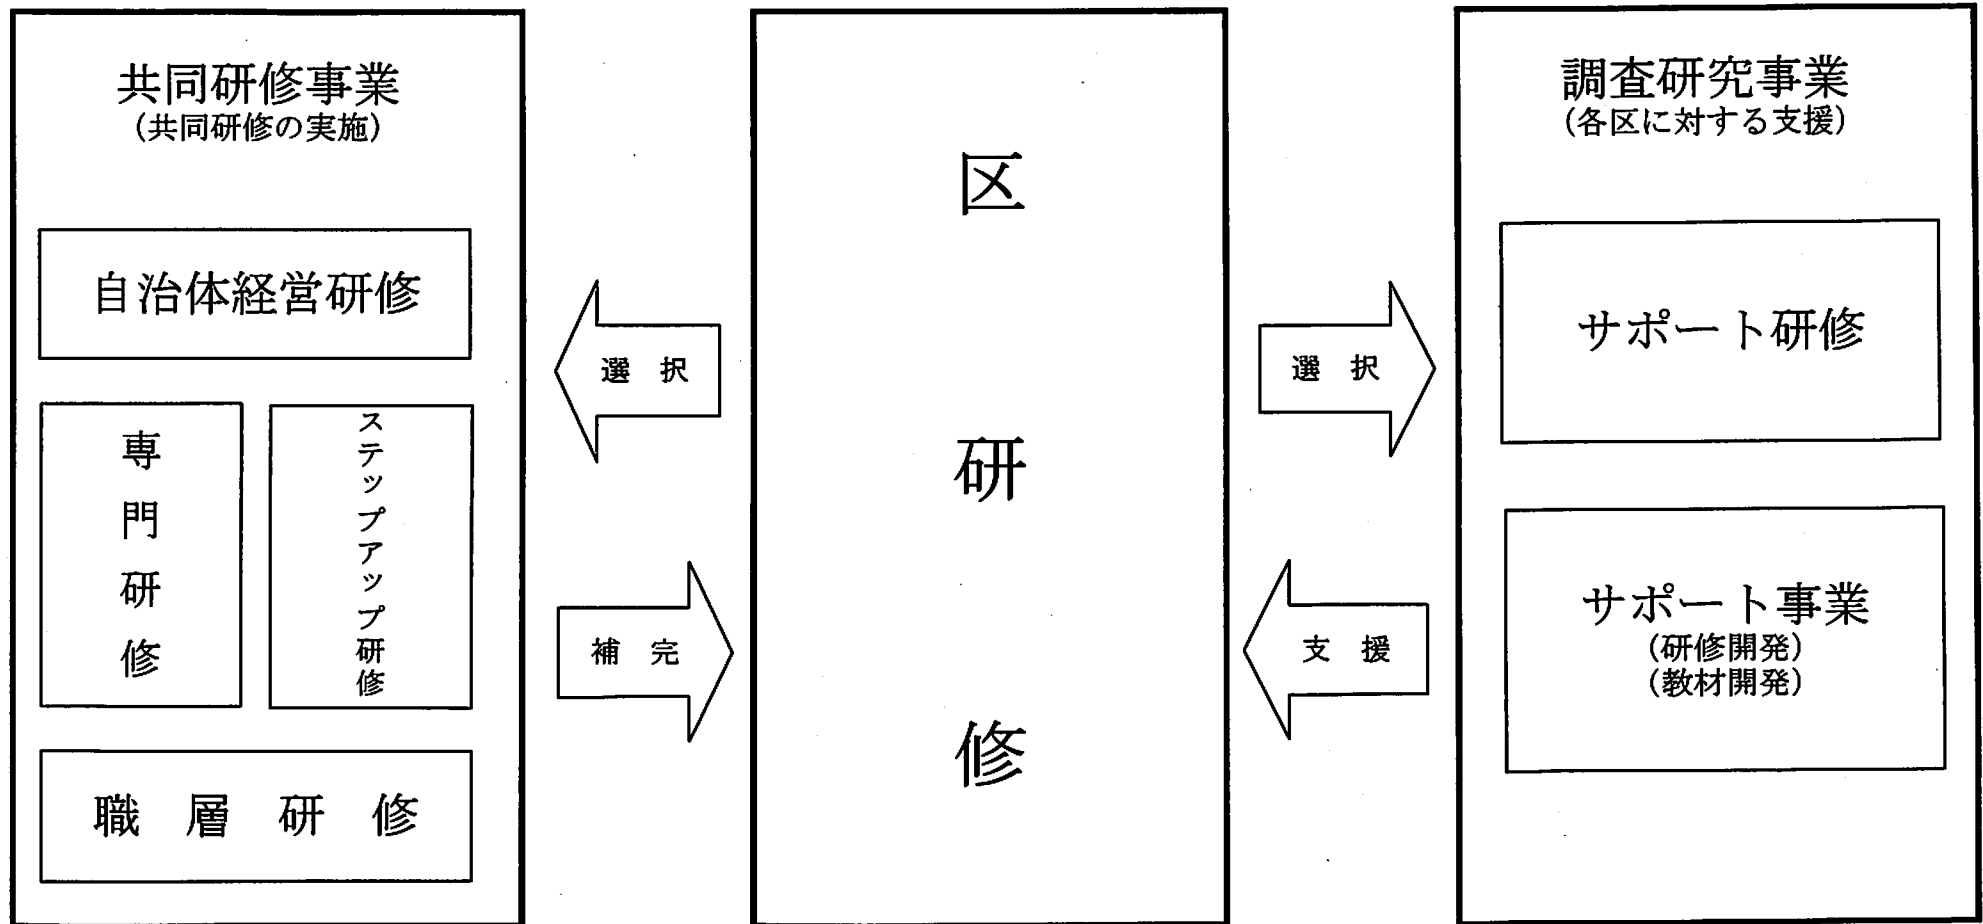 共同研修事業
(共同研修の実施)
自治体経営研修
専門研修
ステップアップ研修
職層研修
選択
補完
区研修
選択
支援
調査研究事業
(各区に対する支援)
サポート研修
サポート事業
(研修開発)
(教材開発)